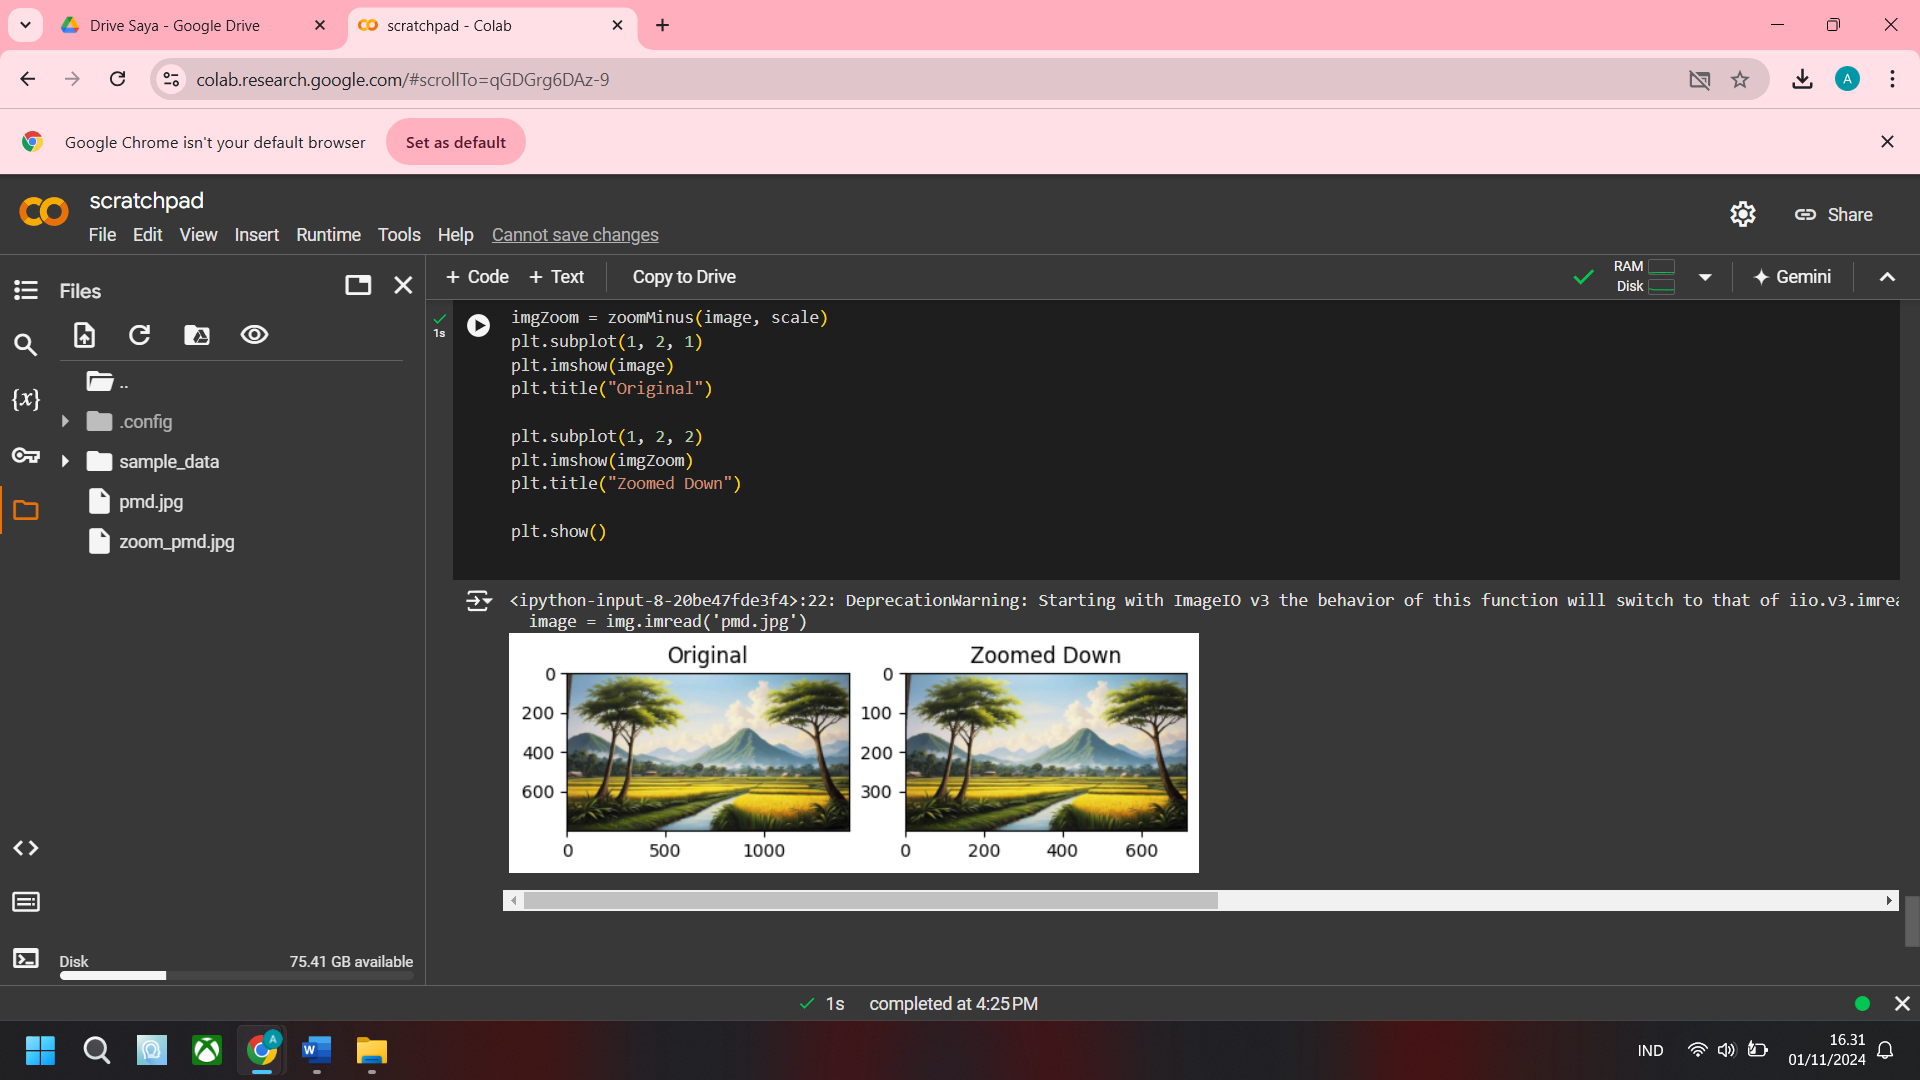 Drive Saya - Google Drive
scratchpad - Colab
colab.research.google.com/#scrollTo=qGDGrg6DAz-9
A
Google Chrome isn't your default browser
Set as default
scratchpad
File Edit View Insert Runtime Tools Help Cannot save changes
Share
Files
+ Code + Text Copy to Drive
RAM
Disk
Gemini
..
.config
sample_data
pmd.jpg
zoom_pmd.jpg
{x}
1s
imgZoom = zoomMinus(image, scale)
plt.subplot(1, 2, 1)
plt.imshow(image)
plt.title("Original")
plt.subplot(1, 2, 2)
plt.imshow(imgZoom)
plt.title("Zoomed Down")
plt.show()
<ipython-input-8-20be47fde3f4>:22: DeprecationWarning: Starting with ImageIO v3 the behavior of this function will switch to that of iio.v3.imrea
image = img.imread('pmd.jpg')
Original
0
200
400
600
0 500 1000
Zoomed Down
0
100
200
300
0 200 400 600
Disk 75.41 GB available
1s completed at 4:25 PM
A
W
IND
16.31
01/11/2024